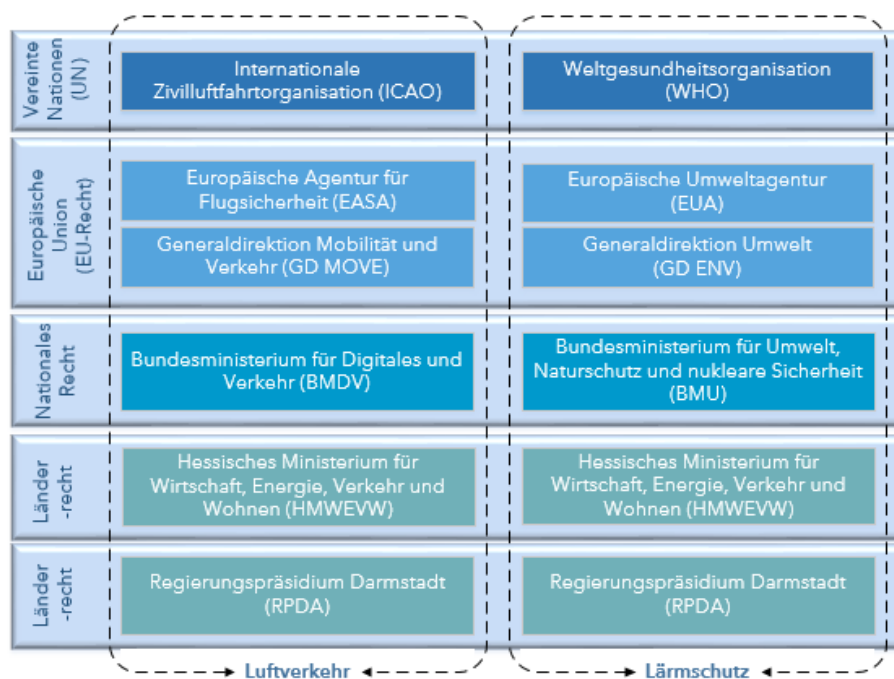 Vereinte
Nationen
(UN)
Internationale
Zivilluftfahrtorganisation (ICAO)
Weltgesundheitsorganisation
(WHO)
Europäische
Union
(EU-Recht)
Europäische Agentur für
Flugsicherheit (EASA)
Europäische Umweltagentur
(EUA)
Generaldirektion Mobilität und
Verkehr (GD MOVE)
Generaldirektion Umwelt
(GD ENV)
Nationales
Recht
Bundesministerium für Digitales und
Verkehr (BMDV)
Bundesministerium für Umwelt,
Naturschutz und nukleare Sicherheit
(BMU)
Länder
-recht
Hessisches Ministerium für
Wirtschaft, Energie, Verkehr und
Wohnen (HMWEVW)
Hessisches Ministerium für
Wirtschaft, Energie, Verkehr und
Wohnen (HMWEVW)
Länder
-recht
Regierungspräsidium Darmstadt
(RPDA)
Regierungspräsidium Darmstadt
(RPDA)
Luftverkehr
Lärmschutz